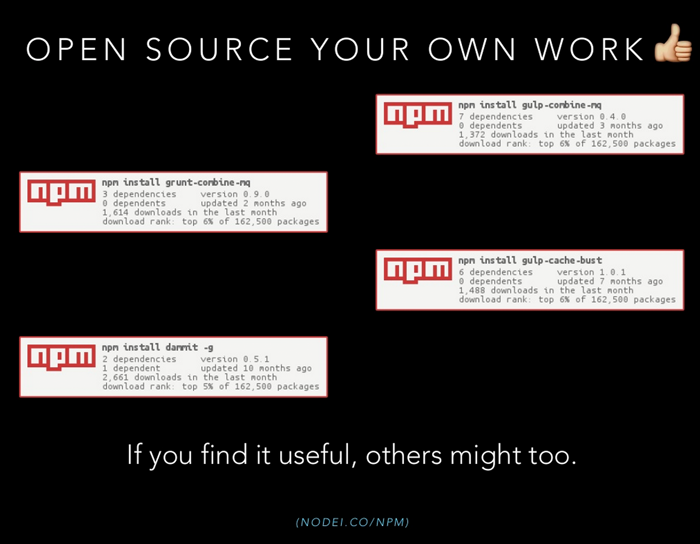 OPEN SOURCE YOUR OWN WORK 👍🏼
npm
npm install gulp-combine-mq
7 dependencies version 0.4.0
0 dependents updated 3 months ago
1,372 downloads in the last month
download rank: top 6% of 162,500 packages
npm
npm install grunt-combine-mq
3 dependencies version 0.9.0
0 dependents updated 2 months ago
1,614 downloads in the last month
download rank: top 6% of 162,500 packages
npm
npm install gulp-cache-bust
6 dependencies version 1.0.1
0 dependents updated 7 months ago
1,488 downloads in the last month
download rank: top 6% of 162,500 packages
npm
npm install dammit -g
2 dependencies version 0.5.1
1 dependent updated 10 months ago
2,661 downloads in the last month
download rank: top 5% of 162,500 packages
If you find it useful, others might too.
(NODEI.CO/NPM)